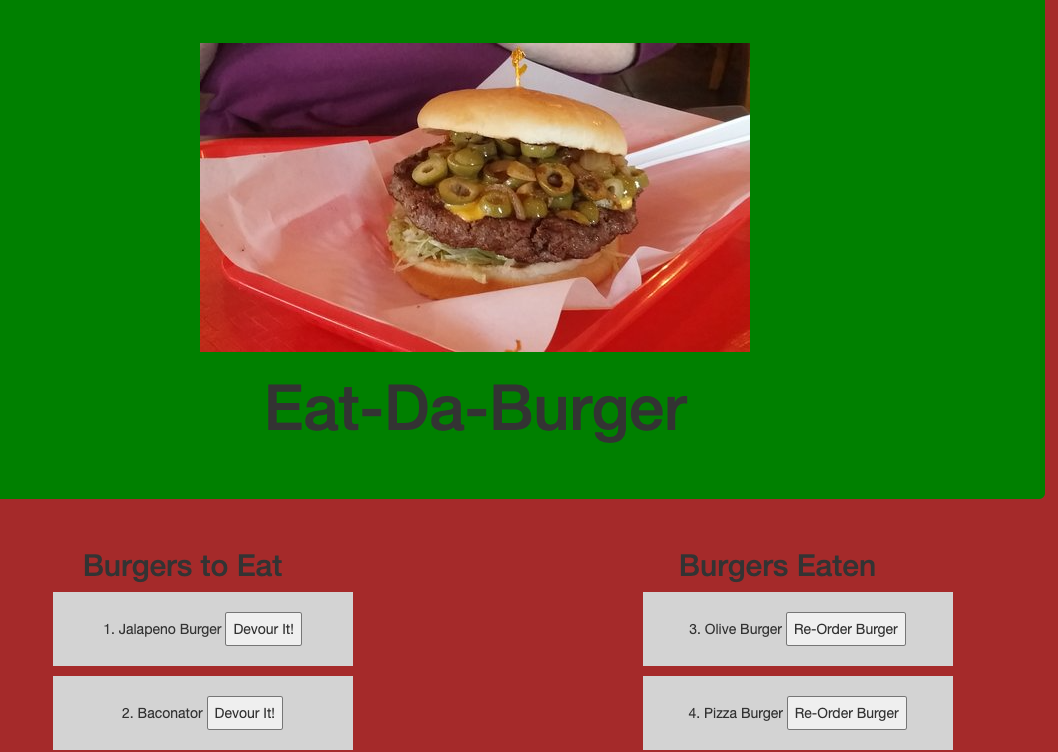 Eat-Da-Burger
Burgers to Eat
1. Jalapeno Burger Devour It!
2. Baconator Devour It!
Burgers Eaten
3. Olive Burger Re-Order Burger
4. Pizza Burger Re-Order Burger